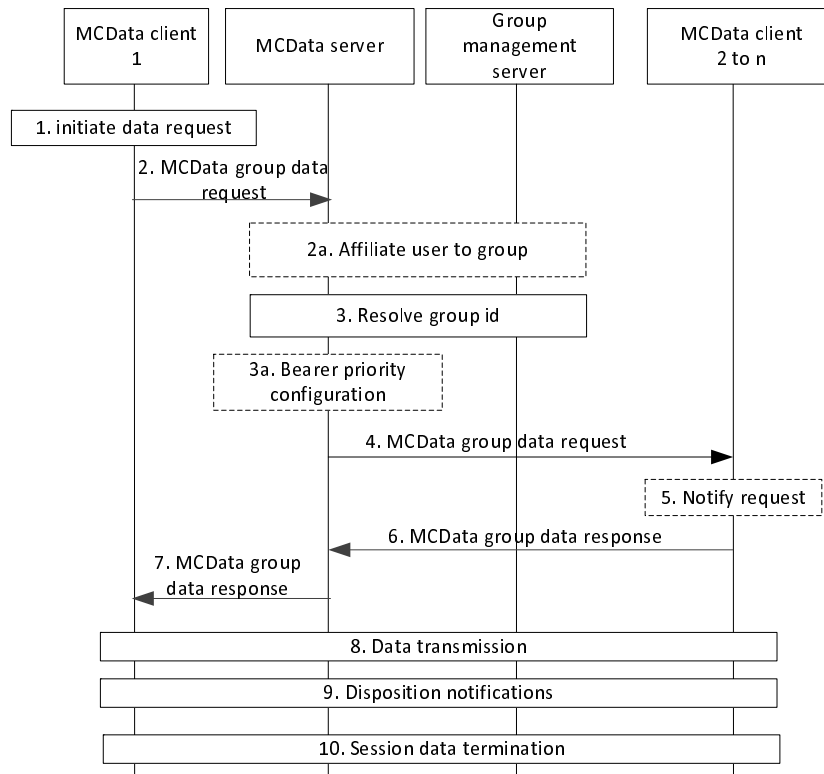 MCData client
1
MCData server
Group
management
server
MCData client
2 to n
1. initiate data request
2. MCData group data
request
2a. Affiliate user to group
3. Resolve group id
3a. Bearer priority
configuration
4. MCData group data request
5. Notify request
6. MCData group data response
7. MCData group
data response
8. Data transmission
9. Disposition notifications
10. Session data termination